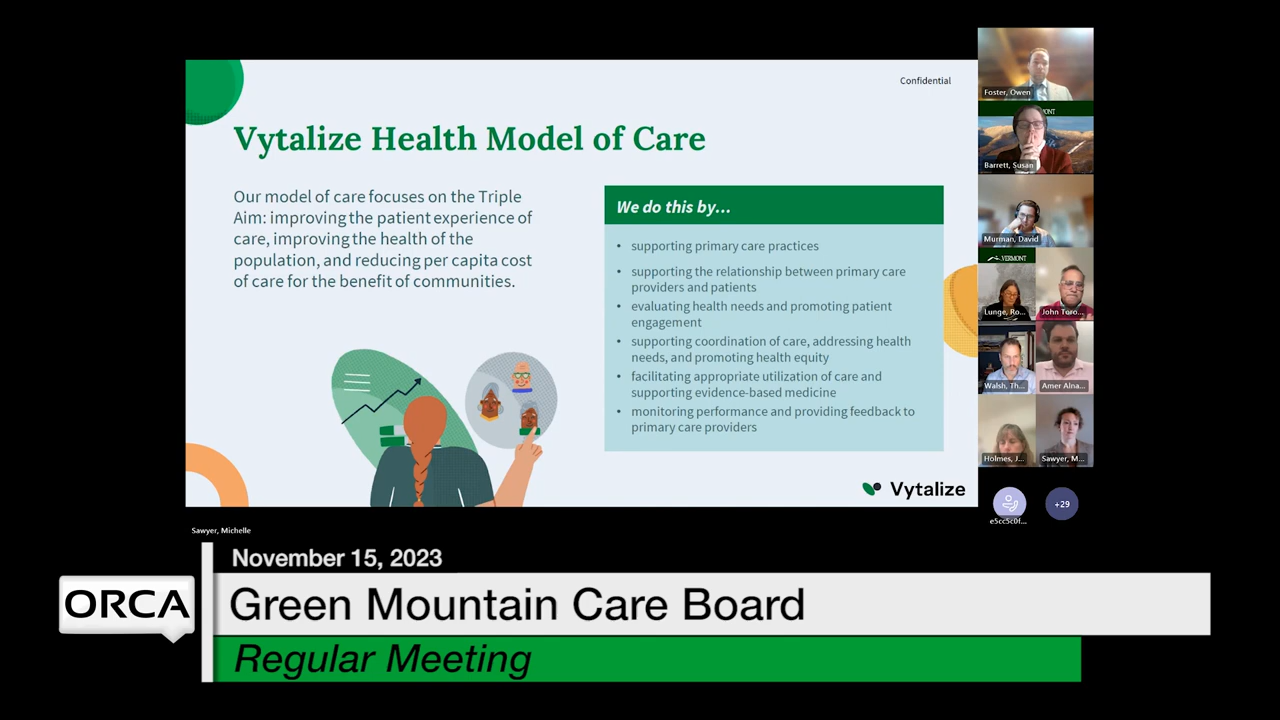 Confidential
Vytalize Health Model of Care
Our model of care focuses on the Triple
Aim: improving the patient experience of
care, improving the health of the
population, and reducing per capita cost
of care for the benefit of communities.
We do this by...
• supporting primary care practices
• supporting the relationship between primary care
providers and patients
• evaluating health needs and promoting patient
engagement
• supporting coordination of care, addressing health
needs, and promoting health equity
• facilitating appropriate utilization of care and
supporting evidence-based medicine
• monitoring performance and providing feedback to
primary care providers
Vytalize
Foster, Owen
Barrett, Susan
Murman, David
VERMONT
Lunge, Ro...
John Toro...
Walsh, Th...
Amer Alna...
Holmes, J...
Sawyer, M...
+29
Sawyer, Michelle
November 15, 2023
ORCA
Green Mountain Care Board
Regular Meeting